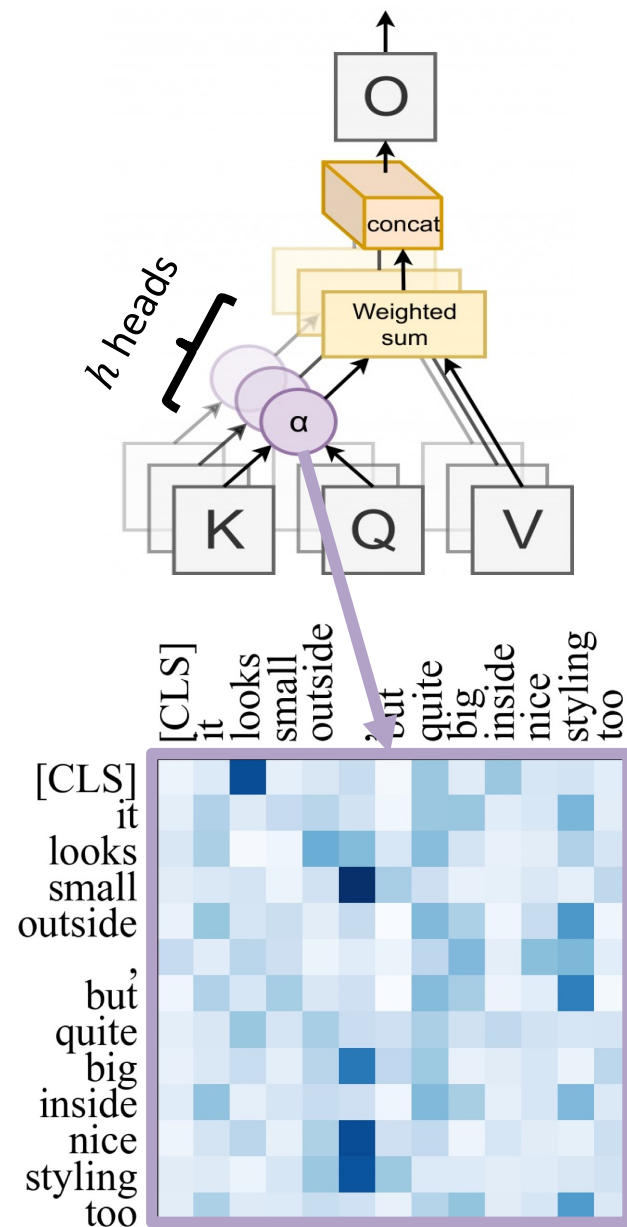 O
concat
h heads
Weighted
sum
α
K
Q
V
[CLS]
it
looks
small
outside
,
but
quite
big
inside
nice
styling
too
[CLS]
it
looks
small
outside
,
but
quite
big
inside
nice
styling
too